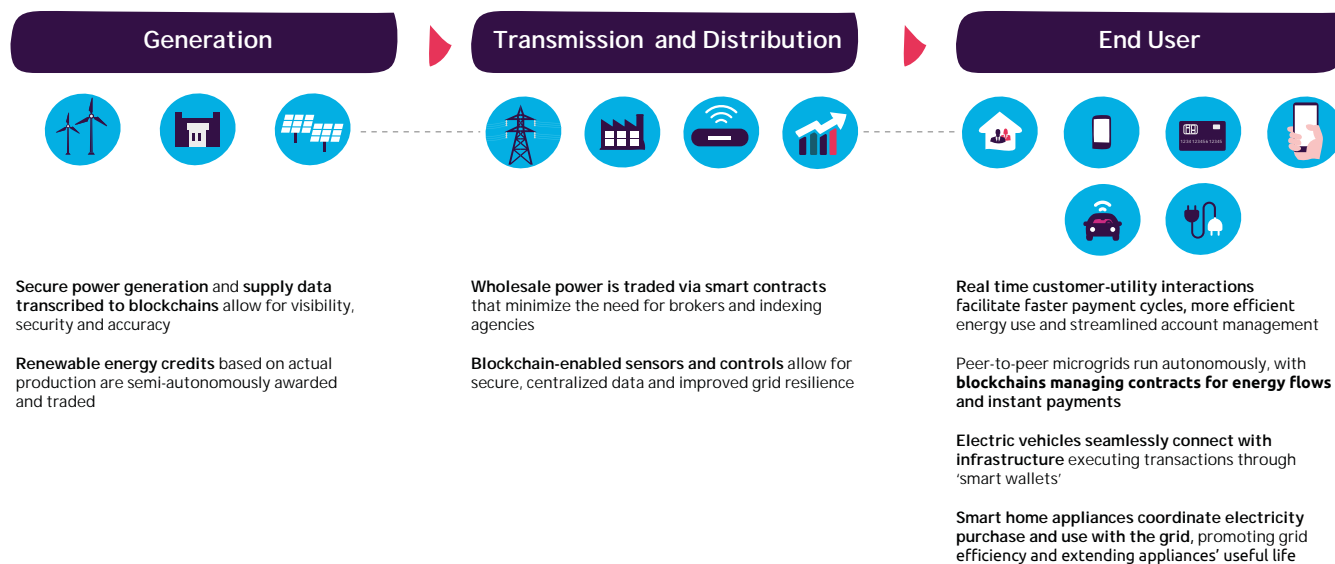 Generation
Transmission and Distribution
End User
Secure power generation and supply data
transcribed to blockchains allow for visibility,
security and accuracy
Renewable energy credits based on actual
production are semi-autonomously awarded
and traded
Wholesale power is traded via smart contracts
that minimize the need for brokers and indexing
agencies
Blockchain-enabled sensors and controls allow for
secure, centralized data and improved grid resilience
Real time customer-utility interactions
facilitate faster payment cycles, more efficient
energy use and streamlined account management
Peer-to-peer microgrids run autonomously, with
blockchains managing contracts for energy flows
and instant payments
Electric vehicles seamlessly connect with
infrastructure executing transactions through
‘smart wallets’
Smart home appliances coordinate electricity
purchase and use with the grid, promoting grid
efficiency and extending appliances’ useful life